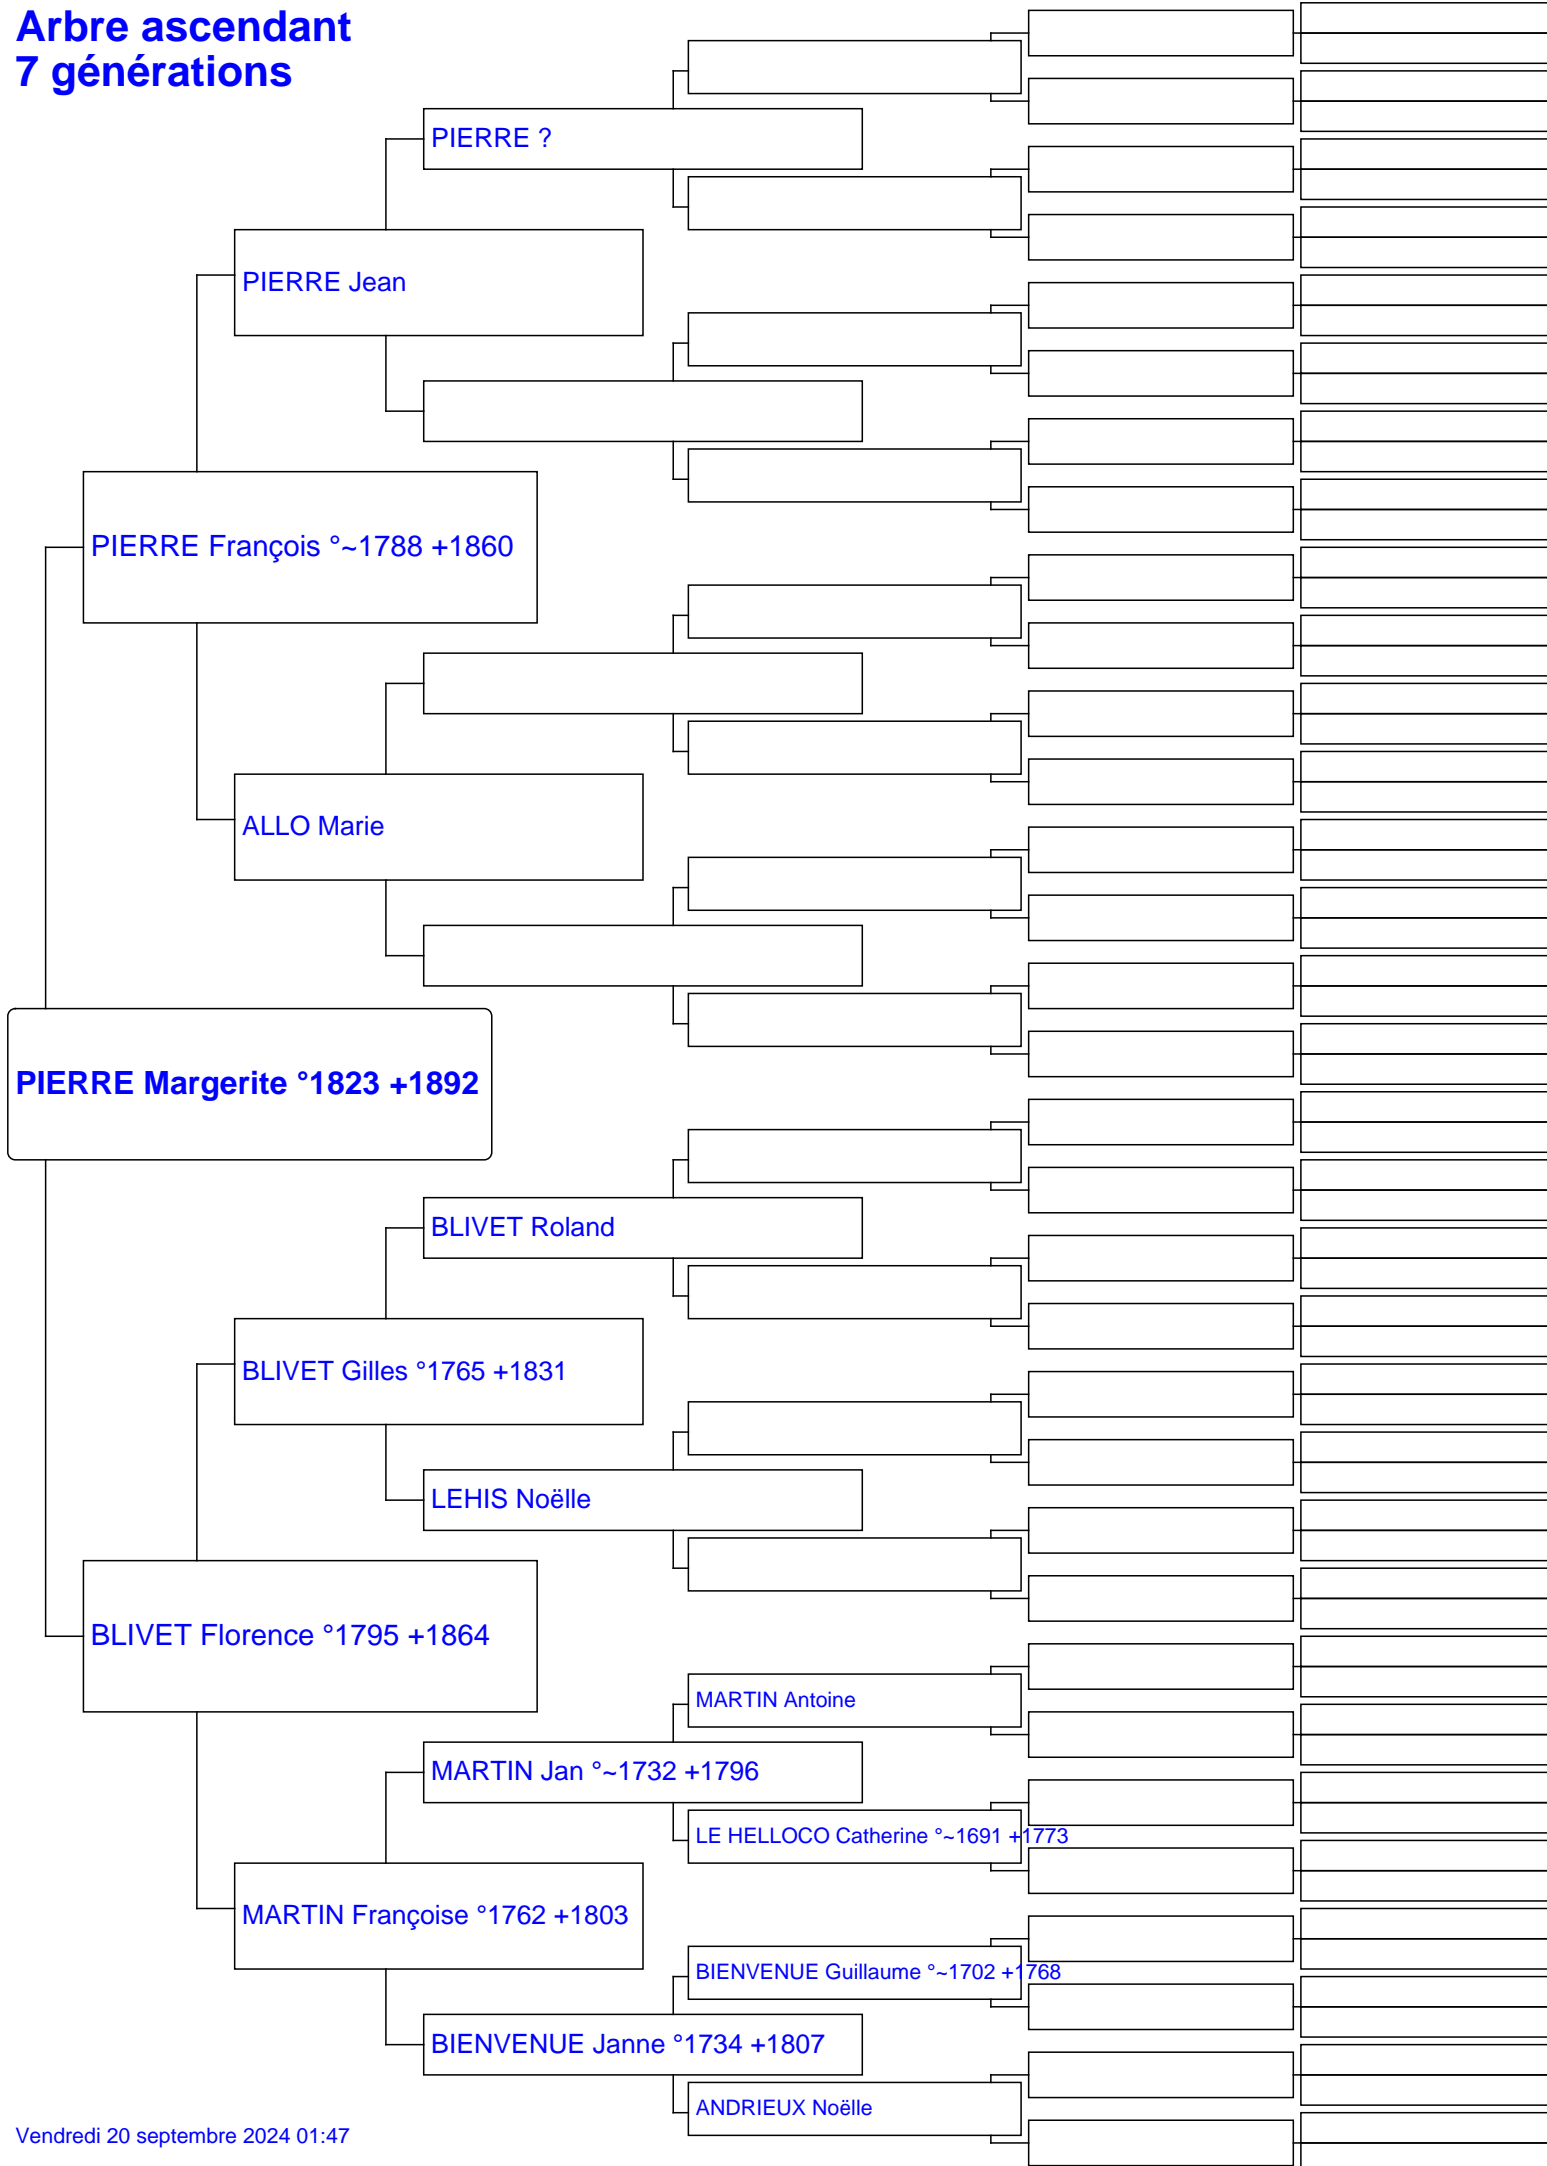 Arbre ascendant
7 générations
PIERRE ?
PIERRE Jean
PIERRE François °~1788 +1860
ALLO Marie
PIERRE Margerite °1823 +1892
BLIVET Roland
BLIVET Gilles °1765 +1831
LEHIS Noëlle
BLIVET Florence °1795 +1864
MARTIN Antoine
MARTIN Jan °~1732 +1796
LE HELLOCO Catherine °~1691 +1773
MARTIN Françoise °1762 +1803
BIENVENUE Guillaume °~1702 +1768
BIENVENUE Janne °1734 +1807
ANDRIEUX Noëlle
Vendredi 20 septembre 2024 01:47